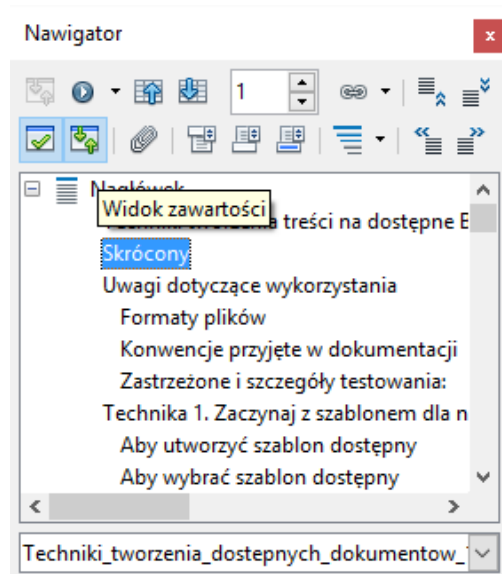 Nawigator
x
1
Nagłówek
Widok zawartości
treści na dostępne E
Skrócony
Uwagi dotyczące wykorzystania
Formaty plików
Konwencje przyjęte w dokumentacji
Zastrzeżone i szczegóły testowania:
Technika 1. Zaczynaj z szablonem dla n
Aby utworzyć szablon dostępny
Aby wybrać szablon dostępny
Techniki_tworzenia_dostepnych_dokumentow_